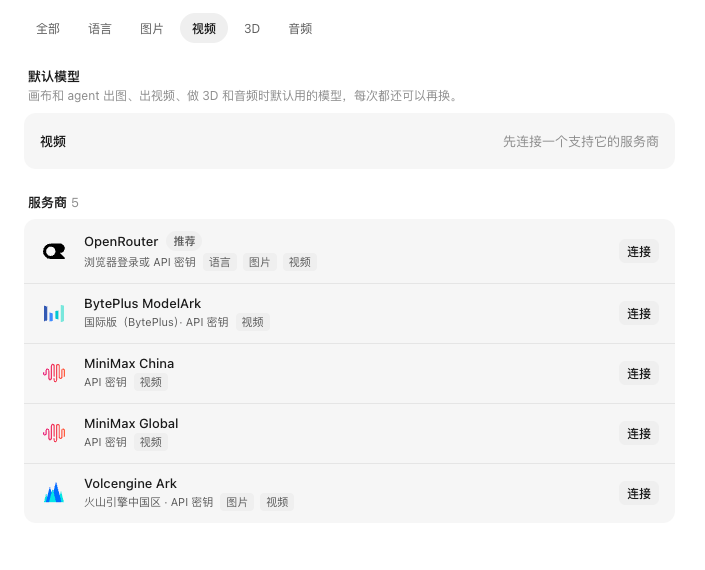 全部 语言 图片 视频 3D 音频
默认模型
画布和 agent 出图、出视频、做 3D 和音频时默认用的模型，每次都还可以再换。
视频 先连接一个支持它的服务商
服务商 5
OpenRouter 推荐
浏览器登录或 API 密钥 语言 图片 视频
连接
BytePlus ModelArk
国际版（BytePlus）· API 密钥 视频
连接
MiniMax China
API 密钥 视频
连接
MiniMax Global
API 密钥 视频
连接
Volcengine Ark
火山引擎中国区 · API 密钥 图片 视频
连接